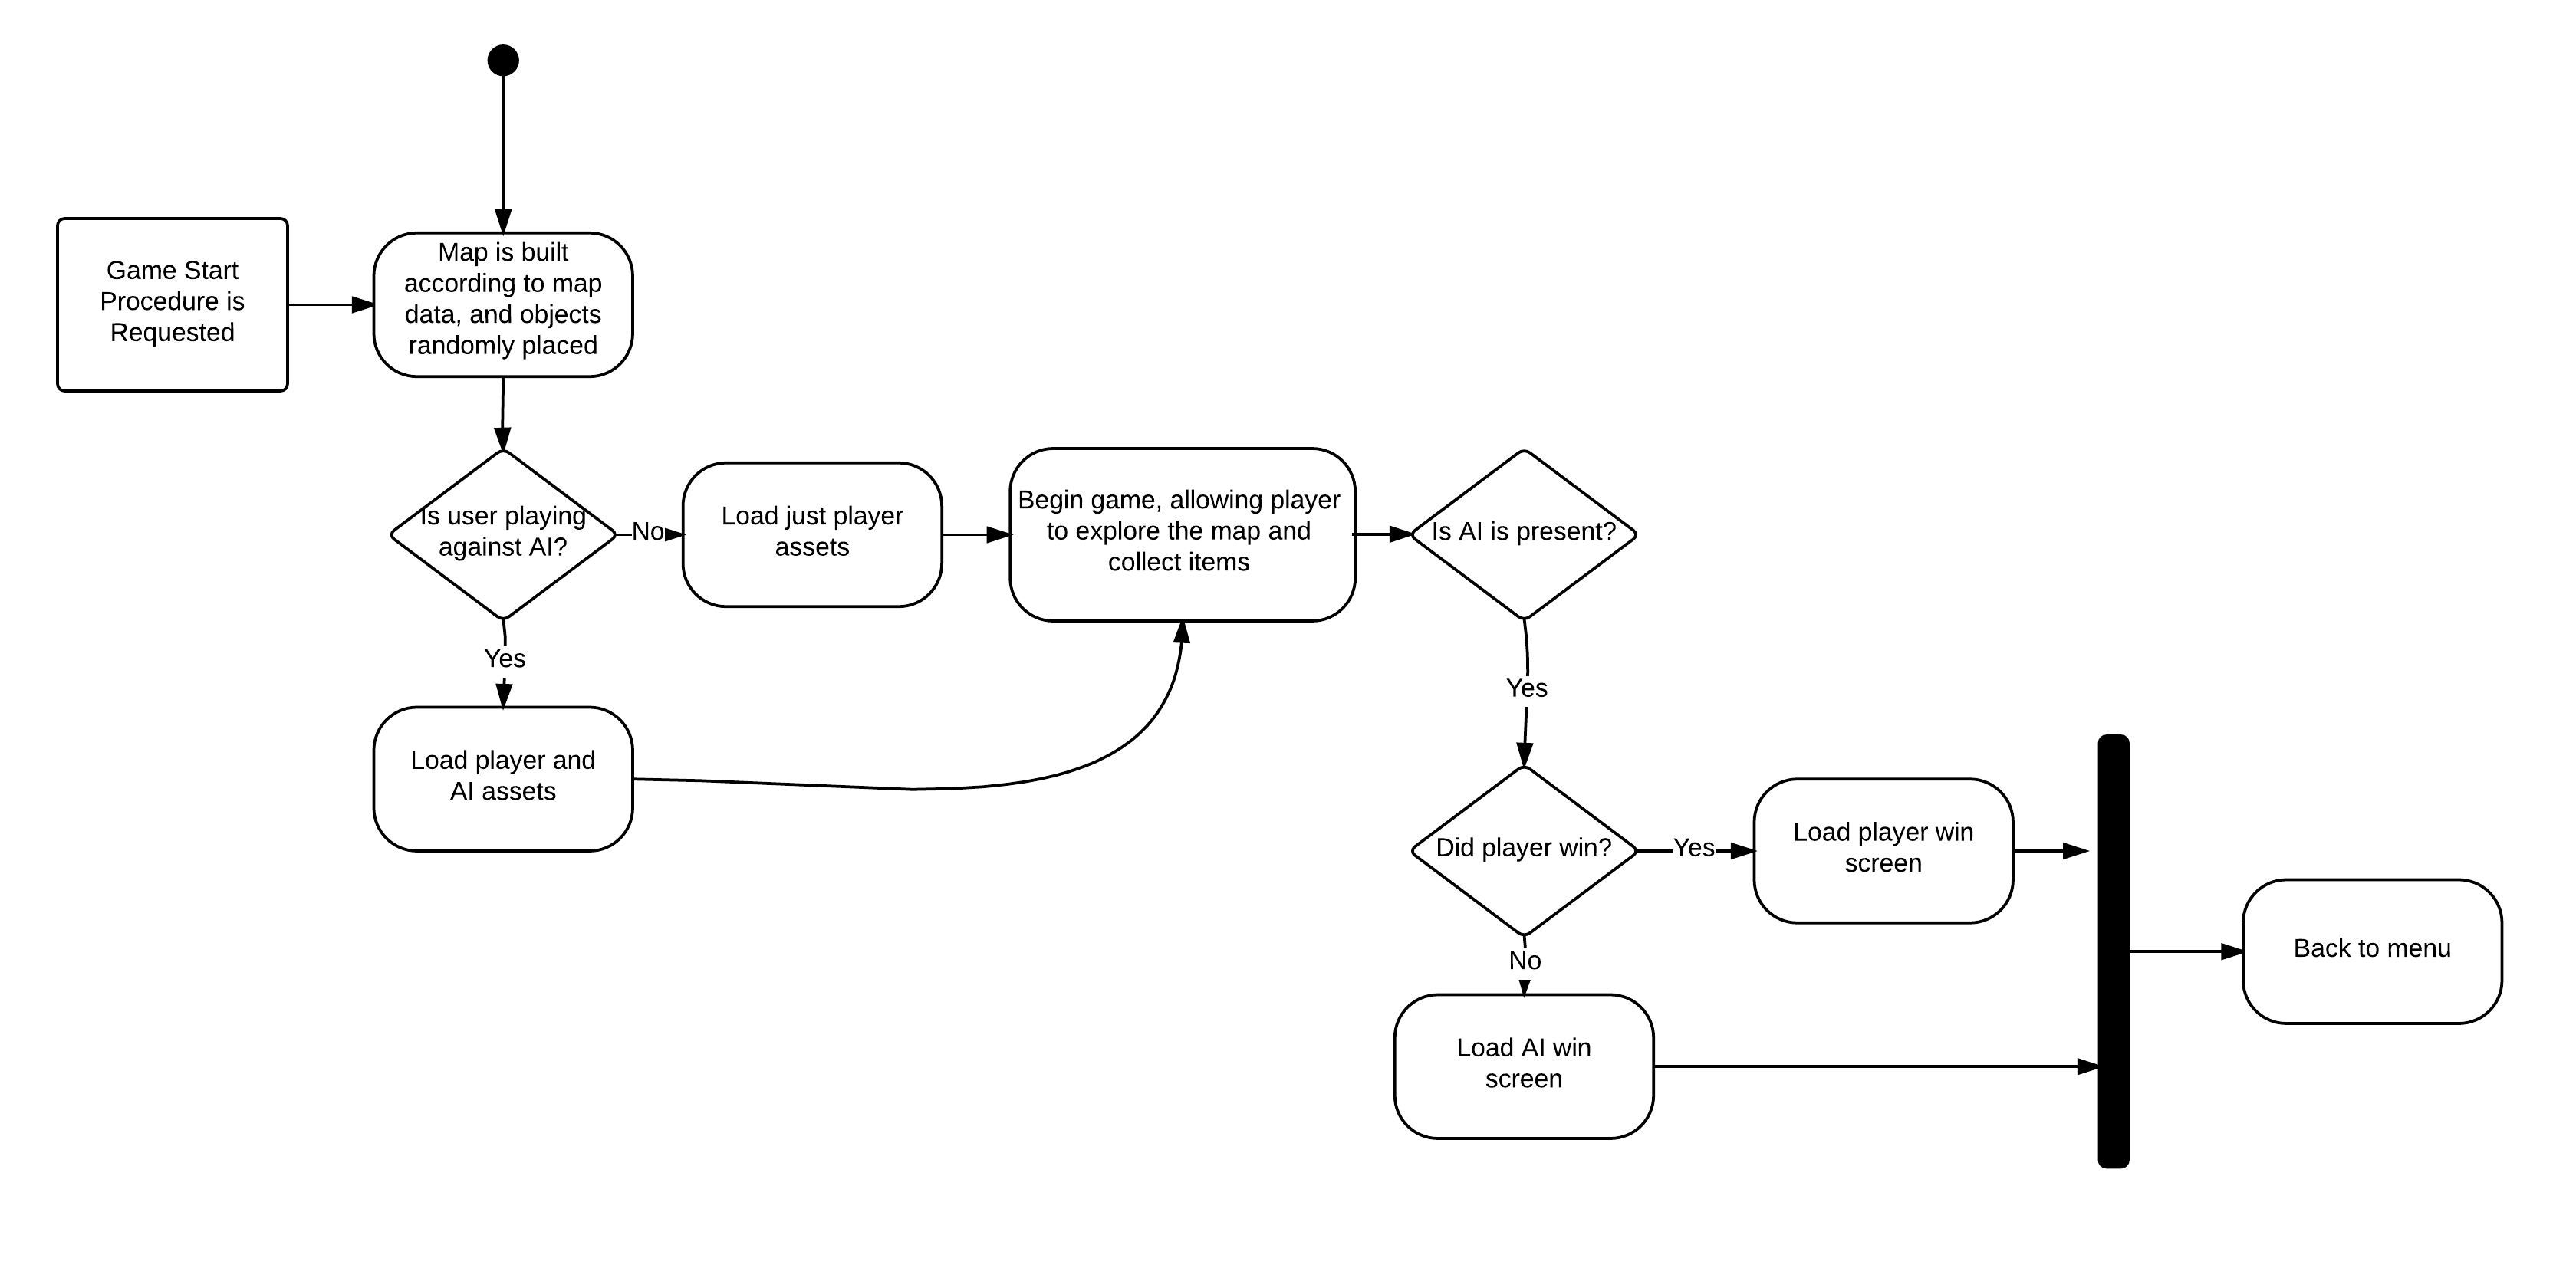 Game Start
Procedure is
Requested
Map is built
according to map
data, and objects
randomly placed
Is user playing
against AI?
No
Load just player
assets
Begin game, allowing player
to explore the map and
collect items
Is AI is present?
Yes
Load player and
AI assets
Yes
Did player win?
Yes
Load player win
screen
No
Load AI win
screen
Back to menu